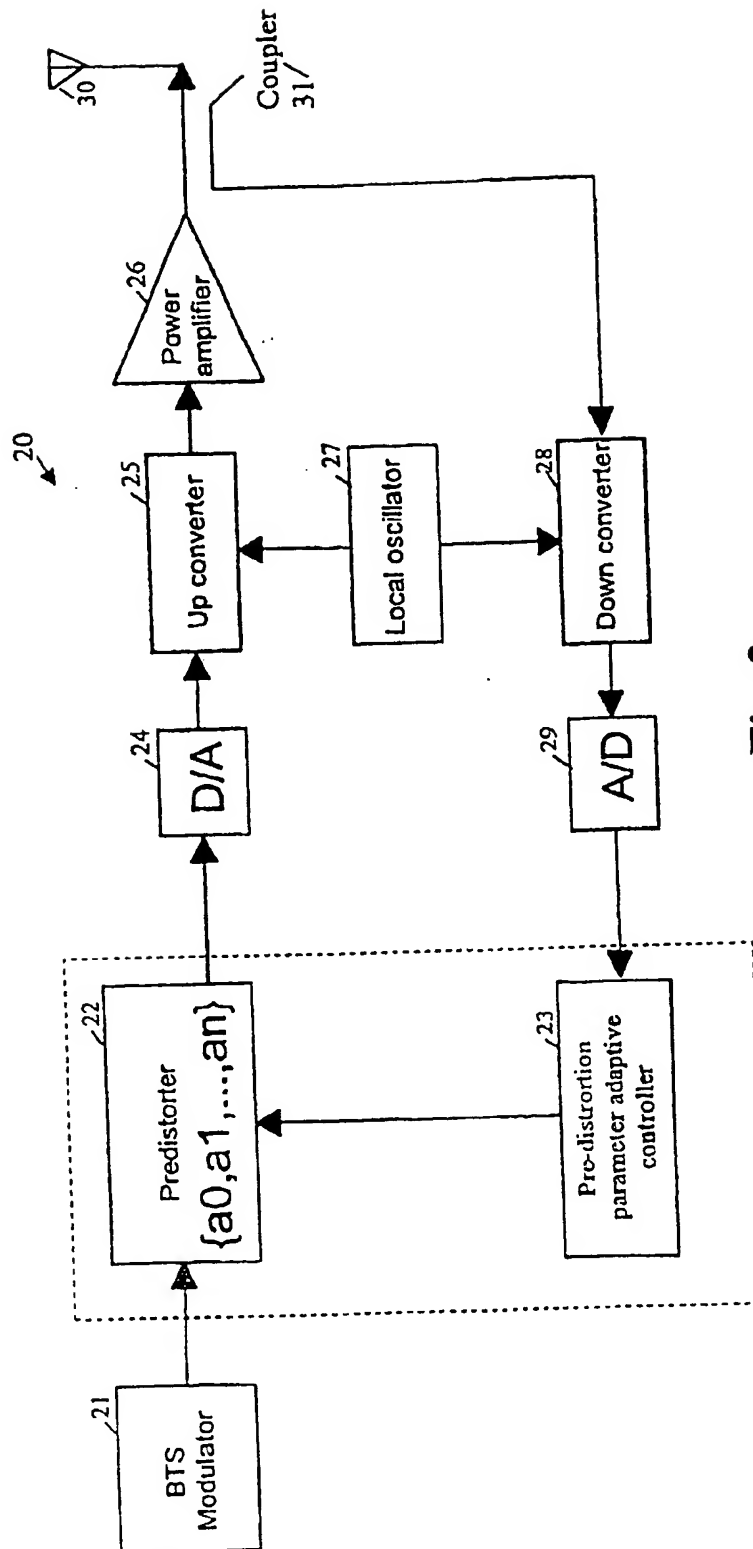 20
21
BTS
Modulator
22
Predistorter
{a0,a1,...,an}
24
D/A
25
Up converter
26
Power
amplifier
30
Coupler
31
27
Local oscillator
23
Pre-distrortion
parameter adaptive
controller
29
A/D
28
Down converter